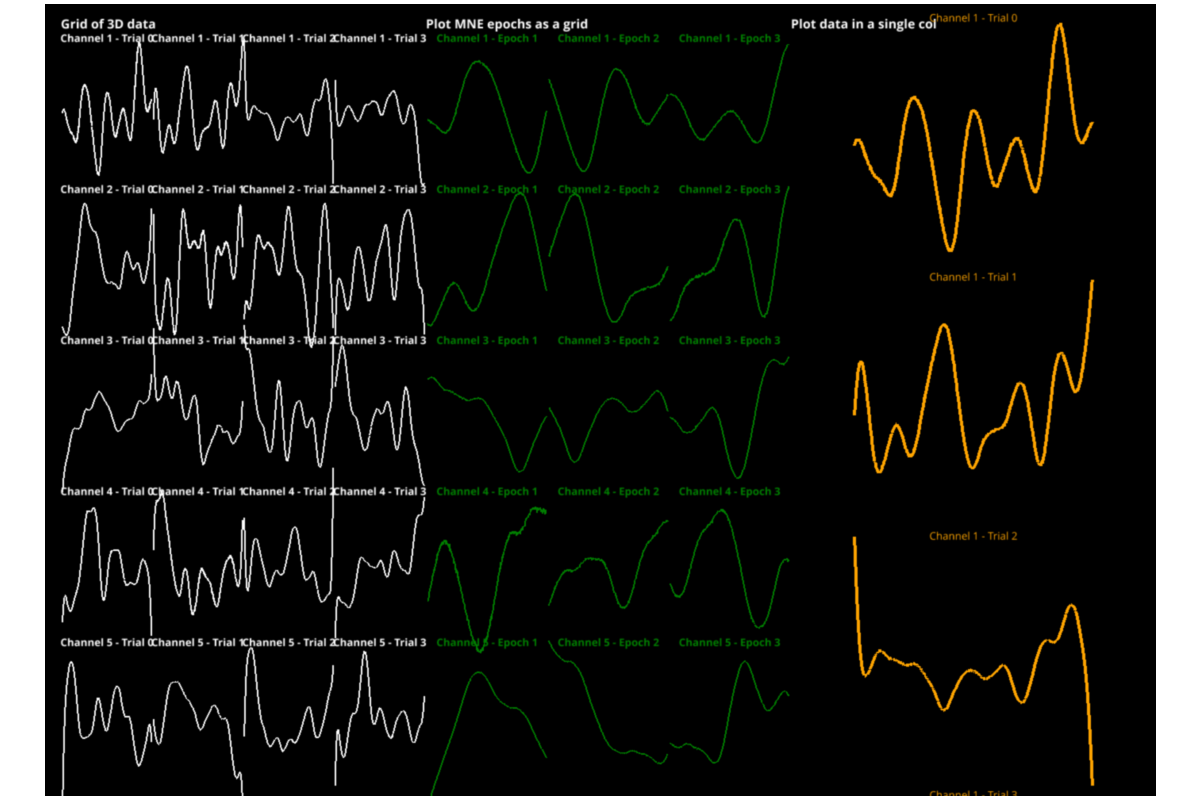 Grid of 3D data
Plot MNE epochs as a grid
Plot data in a single col
Channel 1 - Trial 0
Channel 1 - Trial 0
Channel 1 - Trial 1
Channel 1 - Trial 2
Channel 1 - Trial 3
Channel 1 - Epoch 1
Channel 1 - Epoch 2
Channel 1 - Epoch 3
Channel 2 - Trial 0
Channel 2 - Trial 1
Channel 2 - Trial 2
Channel 2 - Trial 3
Channel 2 - Epoch 1
Channel 2 - Epoch 2
Channel 2 - Epoch 3
Channel 1 - Trial 1
Channel 3 - Trial 0
Channel 3 - Trial 1
Channel 3 - Trial 2
Channel 3 - Trial 3
Channel 3 - Epoch 1
Channel 3 - Epoch 2
Channel 3 - Epoch 3
Channel 4 - Trial 0
Channel 4 - Trial 1
Channel 4 - Trial 2
Channel 4 - Trial 3
Channel 4 - Epoch 1
Channel 4 - Epoch 2
Channel 4 - Epoch 3
Channel 1 - Trial 2
Channel 5 - Trial 0
Channel 5 - Trial 1
Channel 5 - Trial 2
Channel 5 - Trial 3
Channel 5 - Epoch 1
Channel 5 - Epoch 2
Channel 5 - Epoch 3
Channel 1 - Trial 3